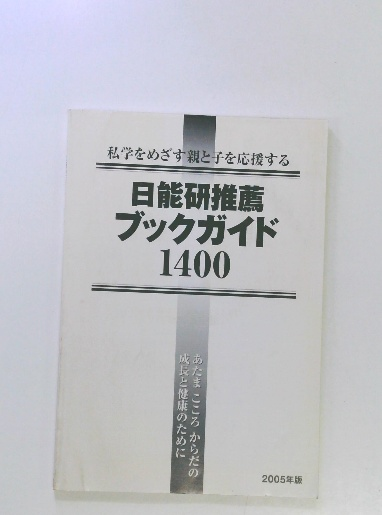 私学をめざす親と子を応援する
日能研推薦
ブックガイド
1400
あたま こころ からだの
成長と健康のために
2005年版